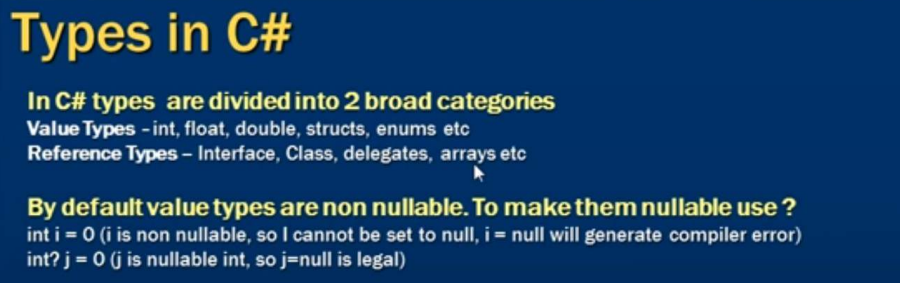 Types in C#
In C# types are divided into 2 broad categories
Value Types - int, float, double, structs, enums etc
Reference Types – Interface, Class, delegates, arrays etc
By default value types are non nullable. To make them nullable use ?
int i = 0 (i is non nullable, so I cannot be set to null, i = null will generate compiler error)
int? j = 0 (j is nullable int, so j=null is legal)